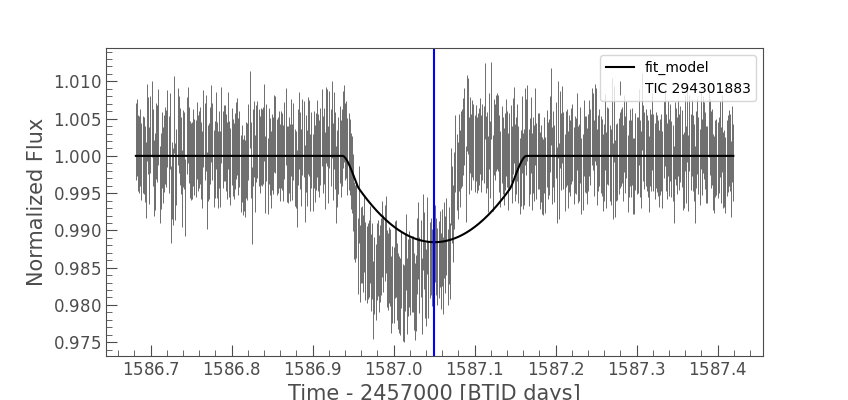 fit_model
TIC 294301883
Normalized Flux
1.010
1.005
1.000
0.995
0.990
0.985
0.980
0.975
1586.7 1586.8 1586.9 1587.0 1587.1 1587.2 1587.3 1587.4
Time - 2457000 [BTJD days]